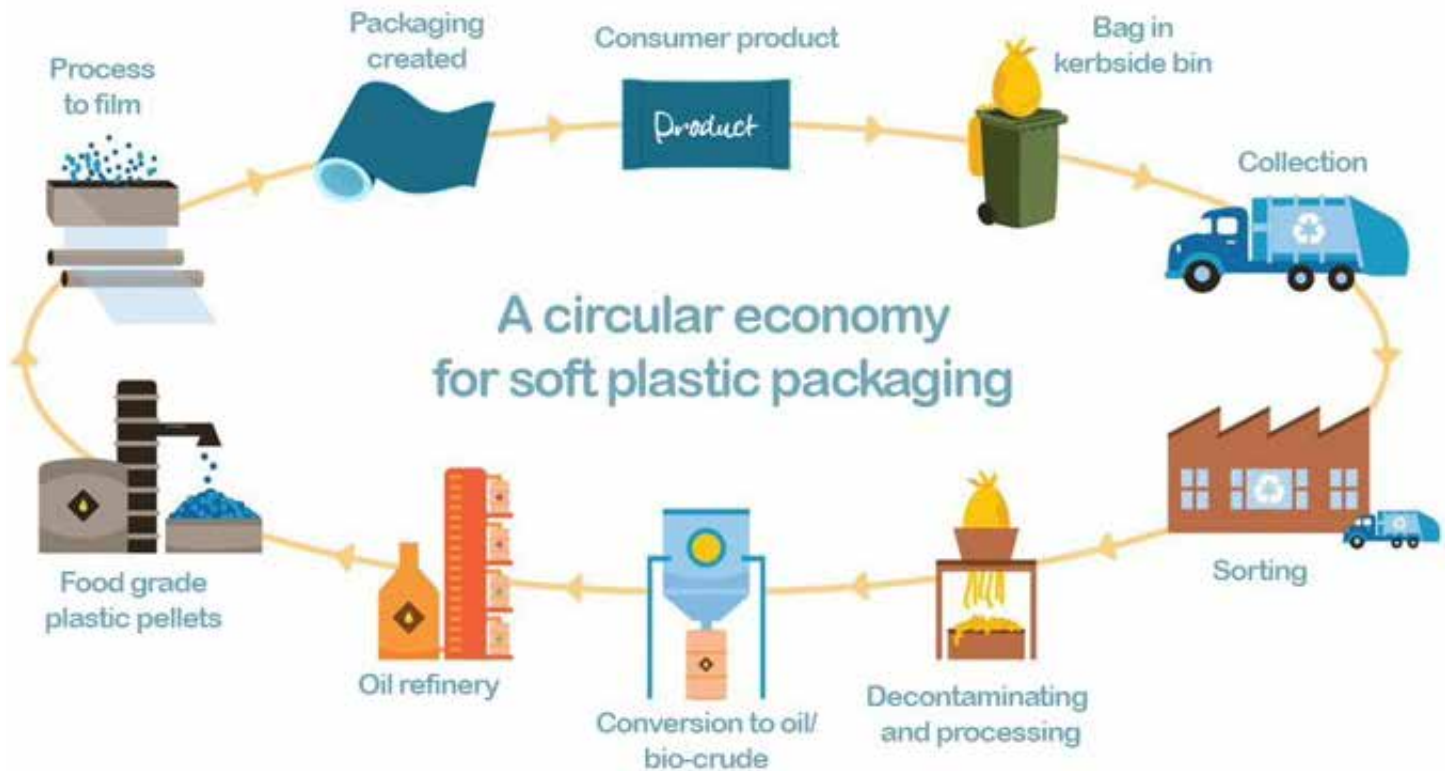 Packaging
created
Consumer product
Bag in
kerbside bin
Process
to film
Product
Collection
A circular economy
for soft plastic packaging
Food grade
plastic pellets
Oil refinery
Conversion to oil/
bio-crude
Decontaminating
and processing
Sorting